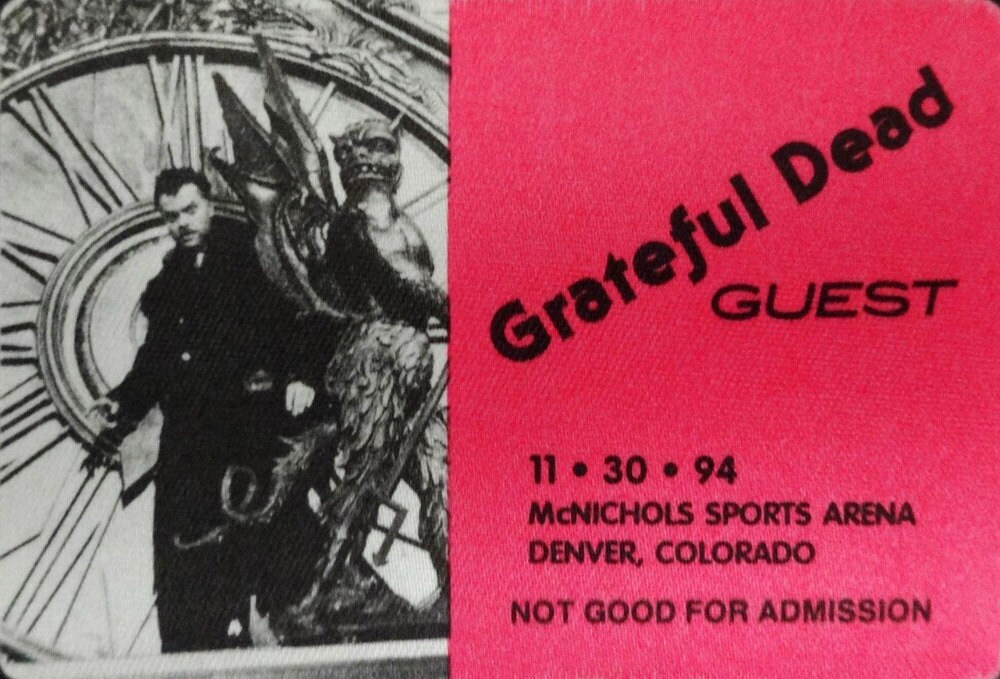 Grateful Dead
GUEST
11 • 30 • 94
McNICHOLS SPORTS ARENA
DENVER, COLORADO
NOT GOOD FOR ADMISSION